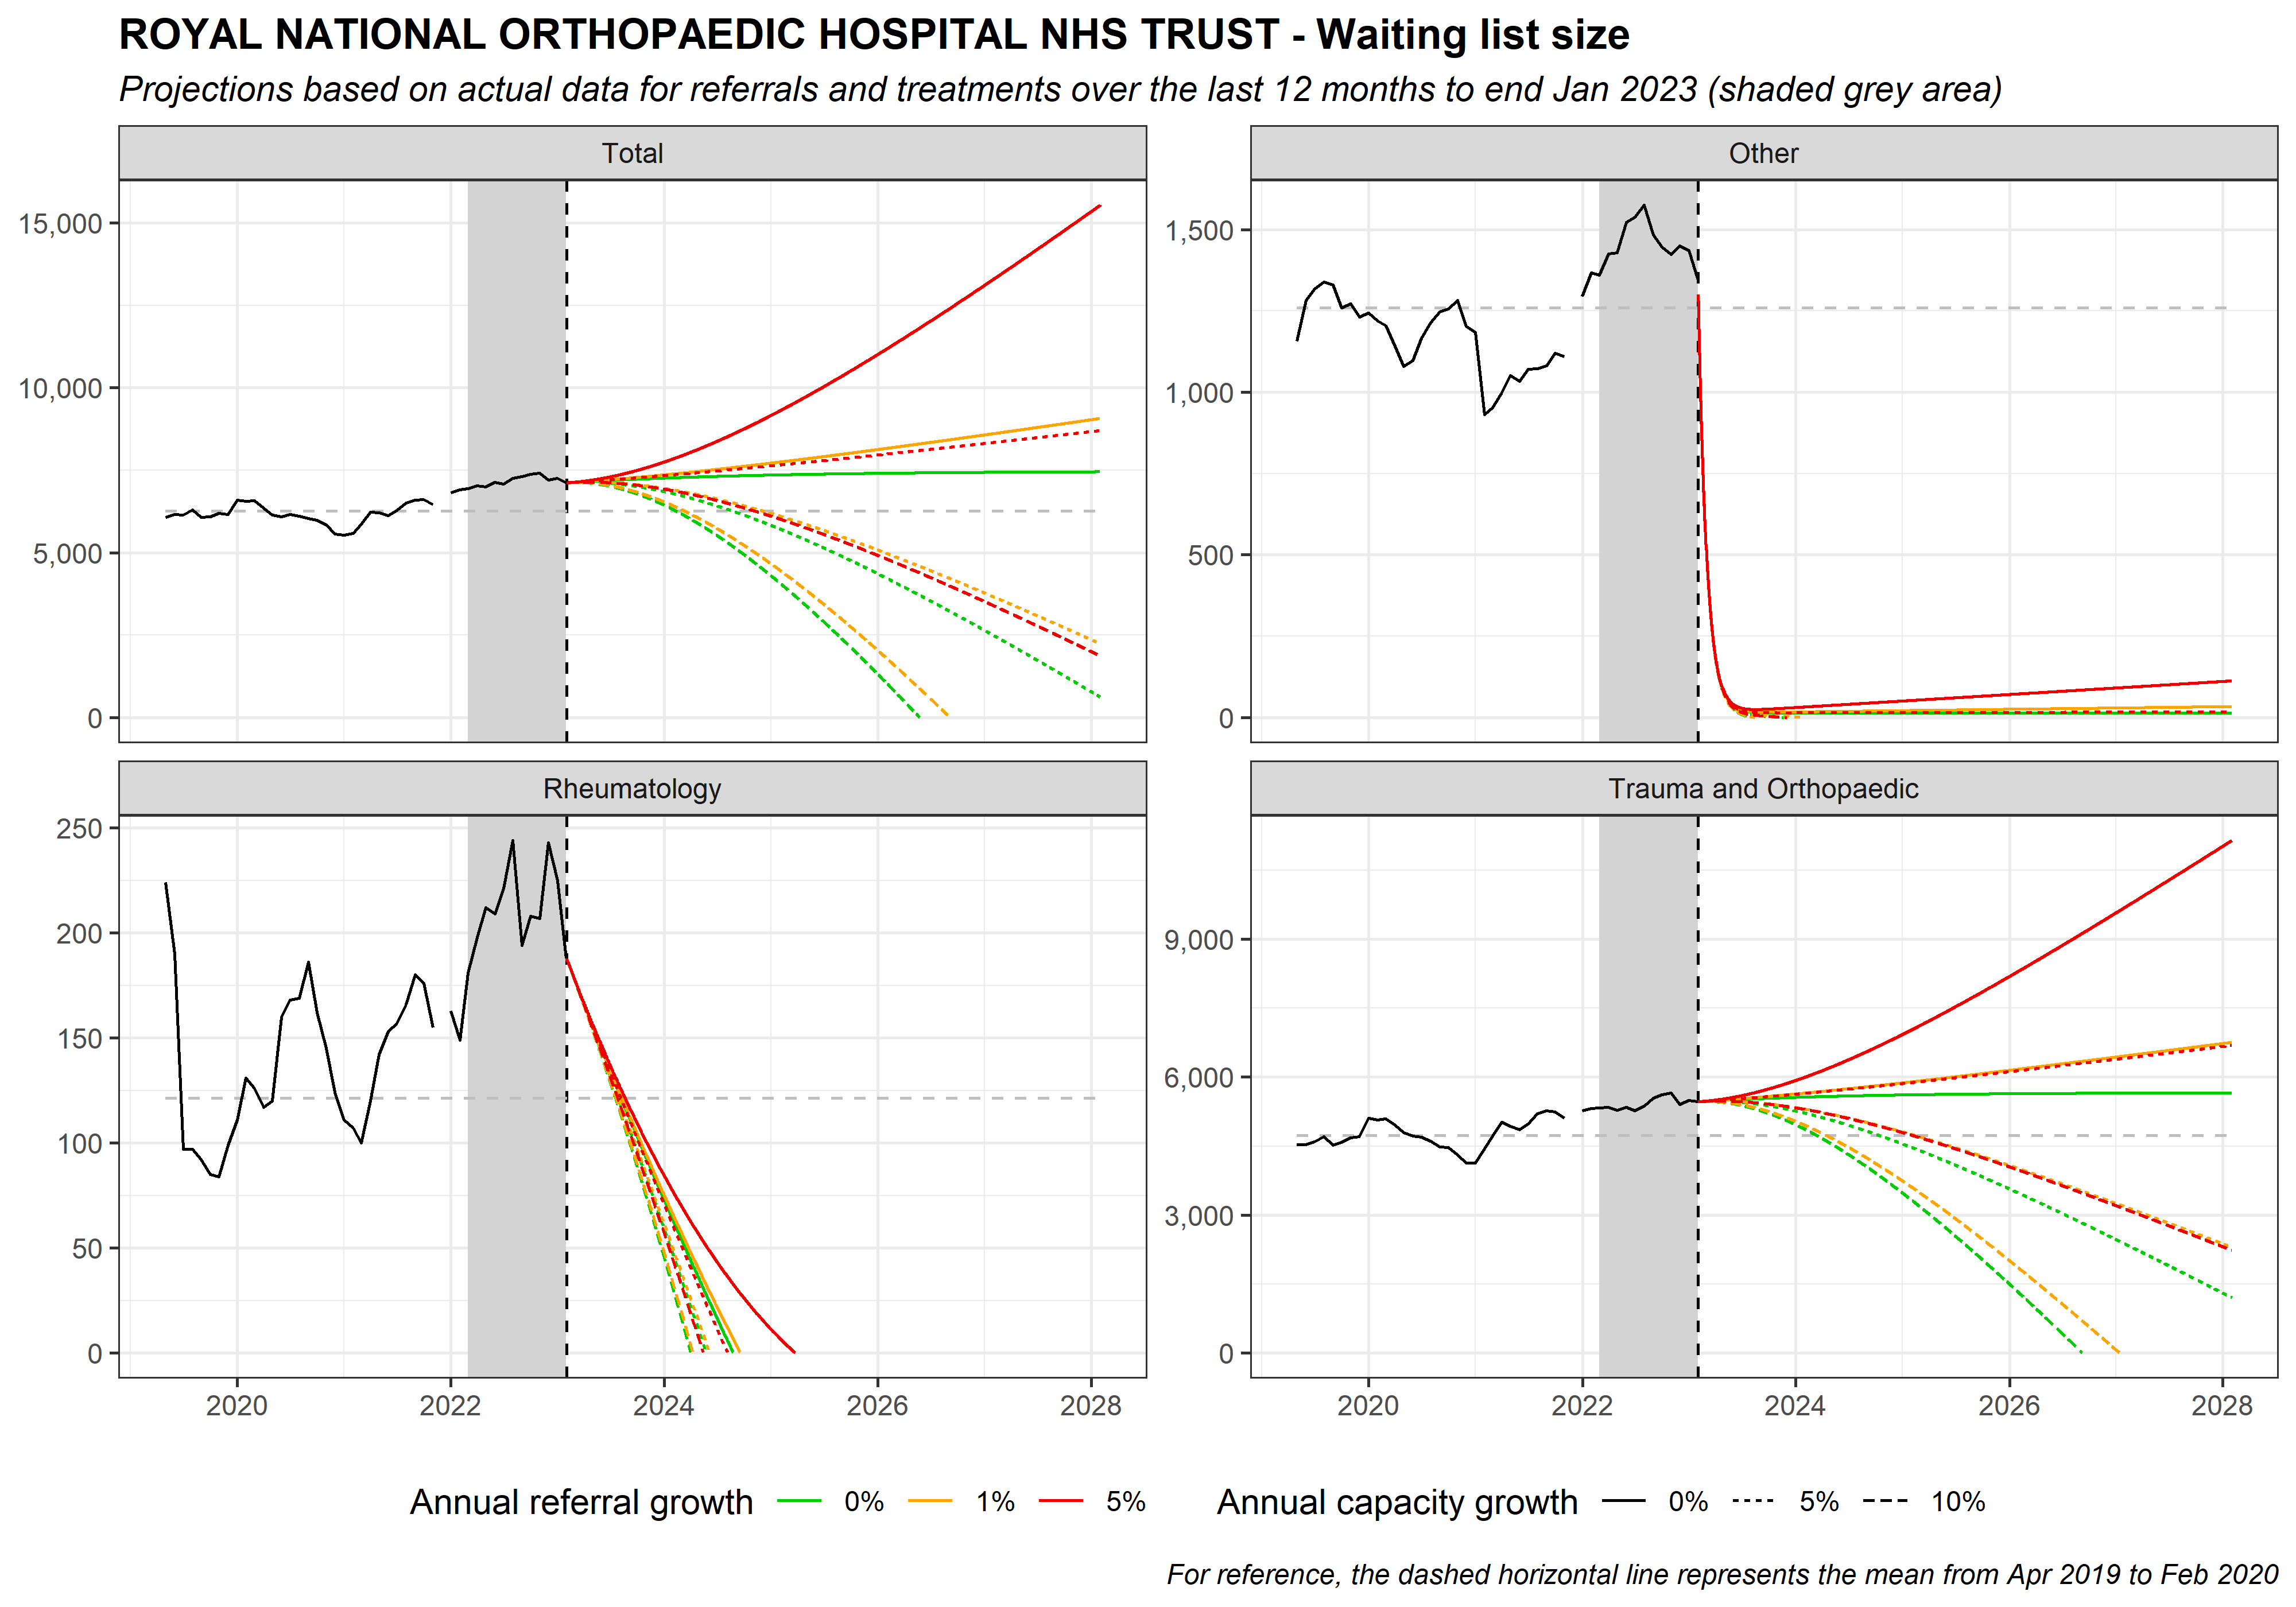 ROYAL NATIONAL ORTHOPAEDIC HOSPITAL NHS TRUST - Waiting list size
Projections based on actual data for referrals and treatments over the last 12 months to end Jan 2023 (shaded grey area)
Total
15,000
10,000
5,000
0
Other
1,500
1,000
500
0
Rheumatology
250
200
150
100
50
0
2020 2022 2024 2026 2028
Trauma and Orthopaedic
9,000
6,000
3,000
0
2020 2022 2024 2026 2028
Annual referral growth 0% 1% 5%
Annual capacity growth 0% 5% 10%
For reference, the dashed horizontal line represents the mean from Apr 2019 to Feb 2020